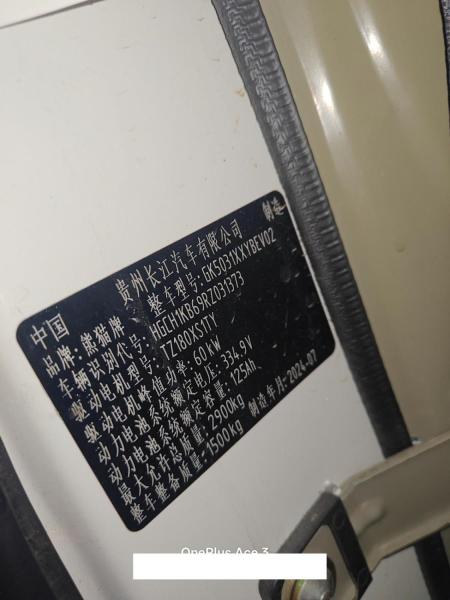 中国 贵州长江汽车有限公司 制造
品牌:熊猫牌 整车型号:GK5031XXYBEV02
车辆识别代号:HGLH1KB69RZ031373
驱动电机型号:TZ180XS1TY
驱动电机峰值功率:60KW
动力电池系统额定电压:334.9V
动力电池系统额定容量:125Ah
最大允许总质量:2900kg 制造年月:2024-07
整车整备质量:1500kg
OnePlus Ace 3